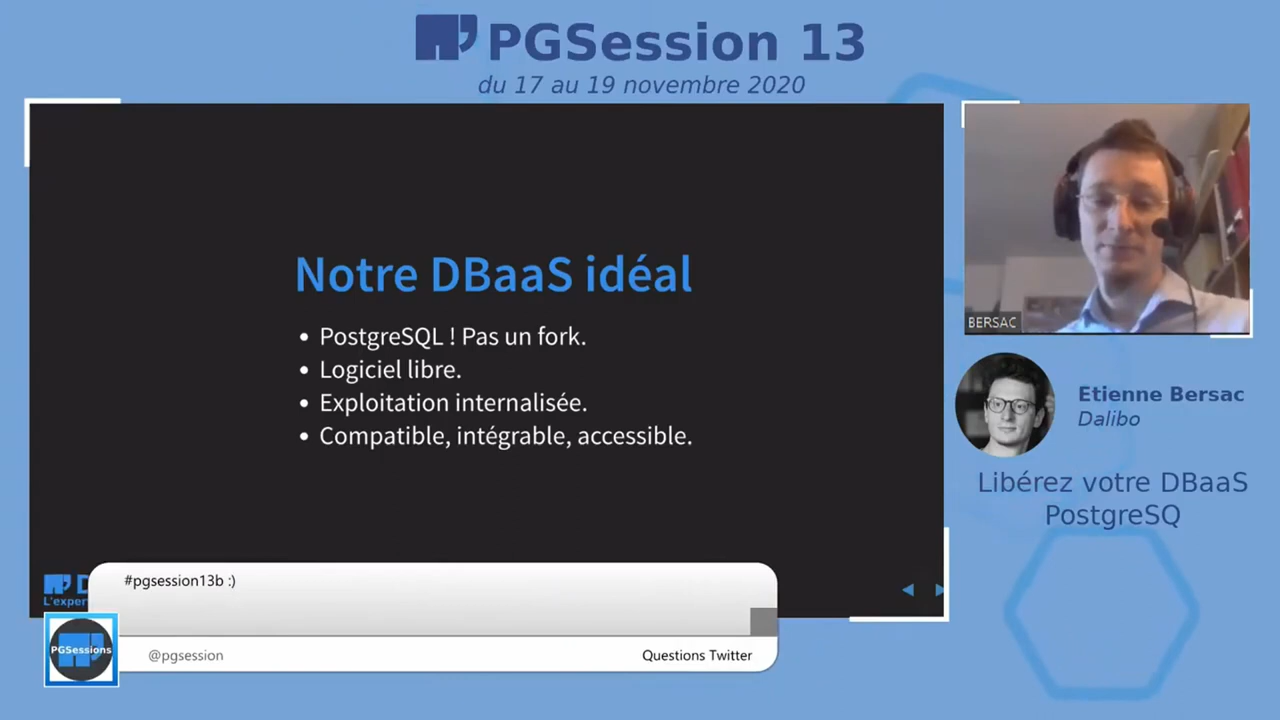 PGSession 13
du 17 au 19 novembre 2020
Notre DBaaS idéal
• PostgreSQL ! Pas un fork.
• Logiciel libre.
• Exploitation internalisée.
• Compatible, intégrable, accessible.
BERSAC
Etienne Bersac
Dalibo
Libérez votre DBaaS
PostgreSQ
#pgsession13b :)
PGSessions
@pgsession
Questions Twitter